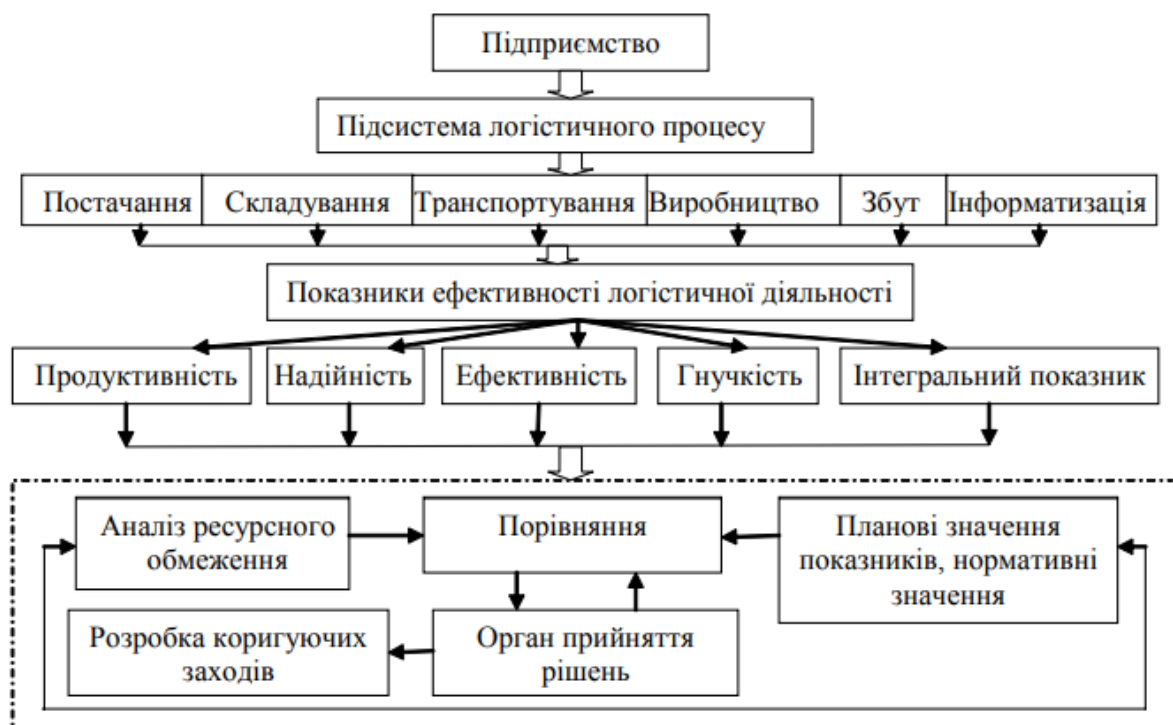 Підприємство
Підсистема логістичного процесу
Постачання Складування Транспортування Виробництво Збут Інформатизація
Показники ефективності логістичної діяльності
Продуктивність Надійність Ефективність Гнучкість Інтегральний показник
Аналіз ресурсного
обмеження
Порівняння
Планові значення
показників, нормативні
значення
Розробка коригуючих
заходів
Орган прийняття
рішень